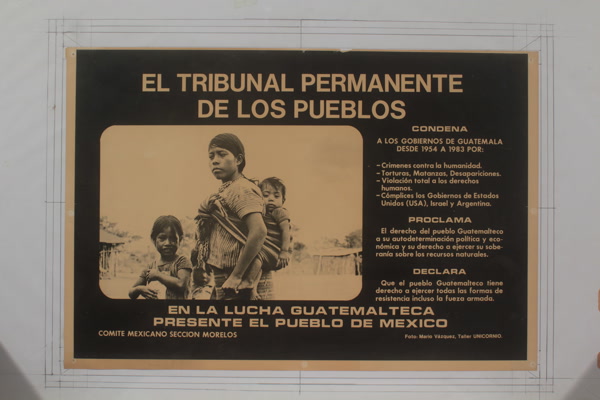 EL TRIBUNAL PERMANENTE
DE LOS PUEBLOS
CONDENA
A LOS GOBIERNOS DE GUATEMALA
DESDE 1954 A 1983 POR:
– Crimenes contra la humanidad.
– Torturas, Matanzas, Desapariciones.
– Violación total a los derechos
humanos.
– Cómplices los Gobiernos de Estados
Unidos (USA), Israel y Argentina.
PROCLAMA
El derecho del pueblo Guatemalteco
a su autodeterminación política y eco-
nómica y su derecho a ejercer su sobe-
ranía sobre los recursos naturales.
DECLARA
Que el pueblo Guatemalteco tiene
derecho a ejercer todas las formas de
resistencia incluso la fueza armada.
EN LA LUCHA GUATEMALTECA
PRESENTE EL PUEBLO DE MEXICO
COMITE MEXICANO SECCION MORELOS
Foto: Mario Vázquez, Taller UNICORNIO.